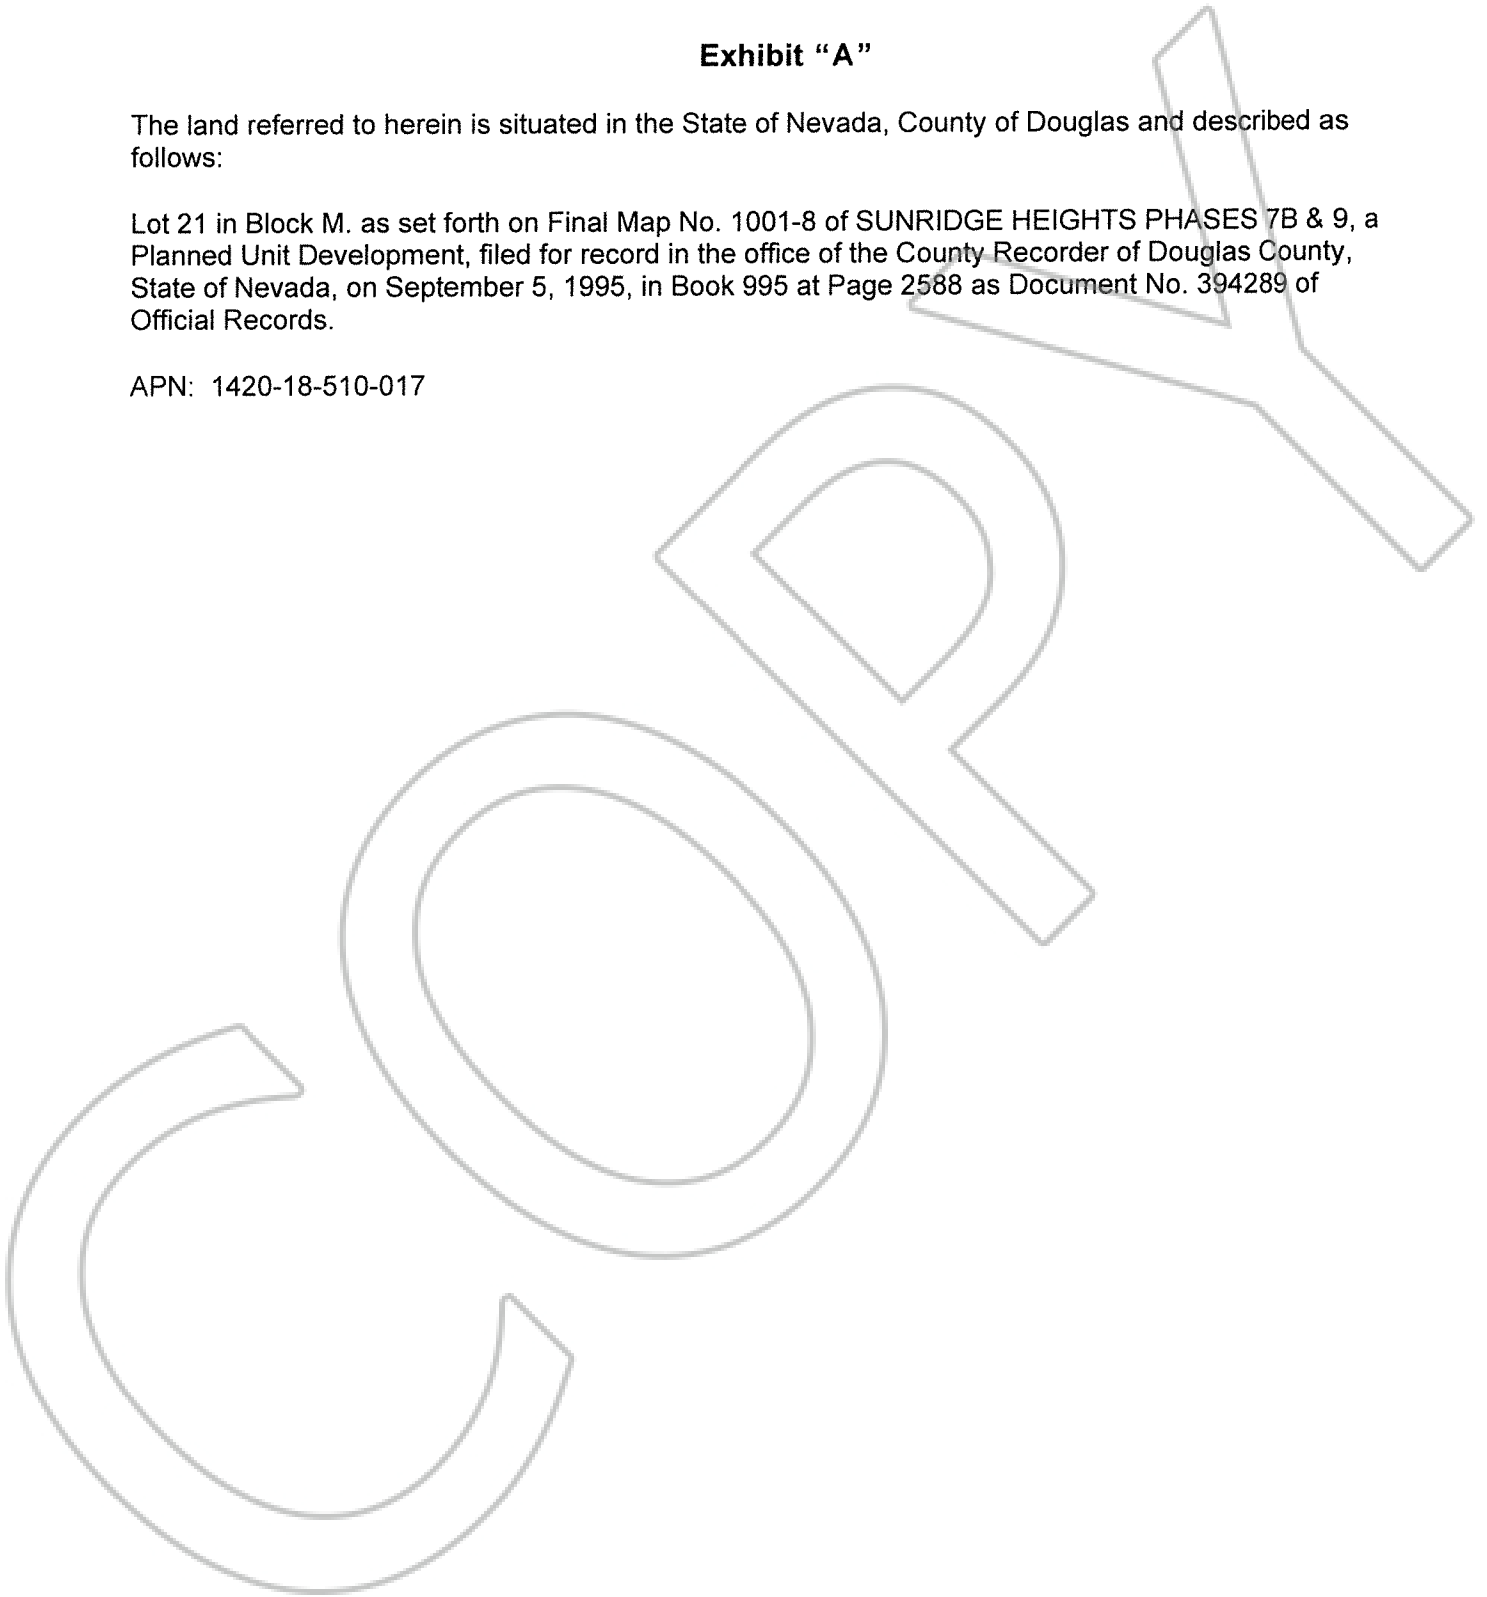 Exhibit “A”
The land referred to herein is situated in the State of Nevada, County of Douglas and described as
follows:
Lot 21 in Block M. as set forth on Final Map No. 1001-8 of SUNRIDGE HEIGHTS PHASES 7B & 9, a
Planned Unit Development, filed for record in the office of the County Recorder of Douglas County,
State of Nevada, on September 5, 1995, in Book 995 at Page 2588 as Document No. 394289 of
Official Records.
APN: 1420-18-510-017
COPY